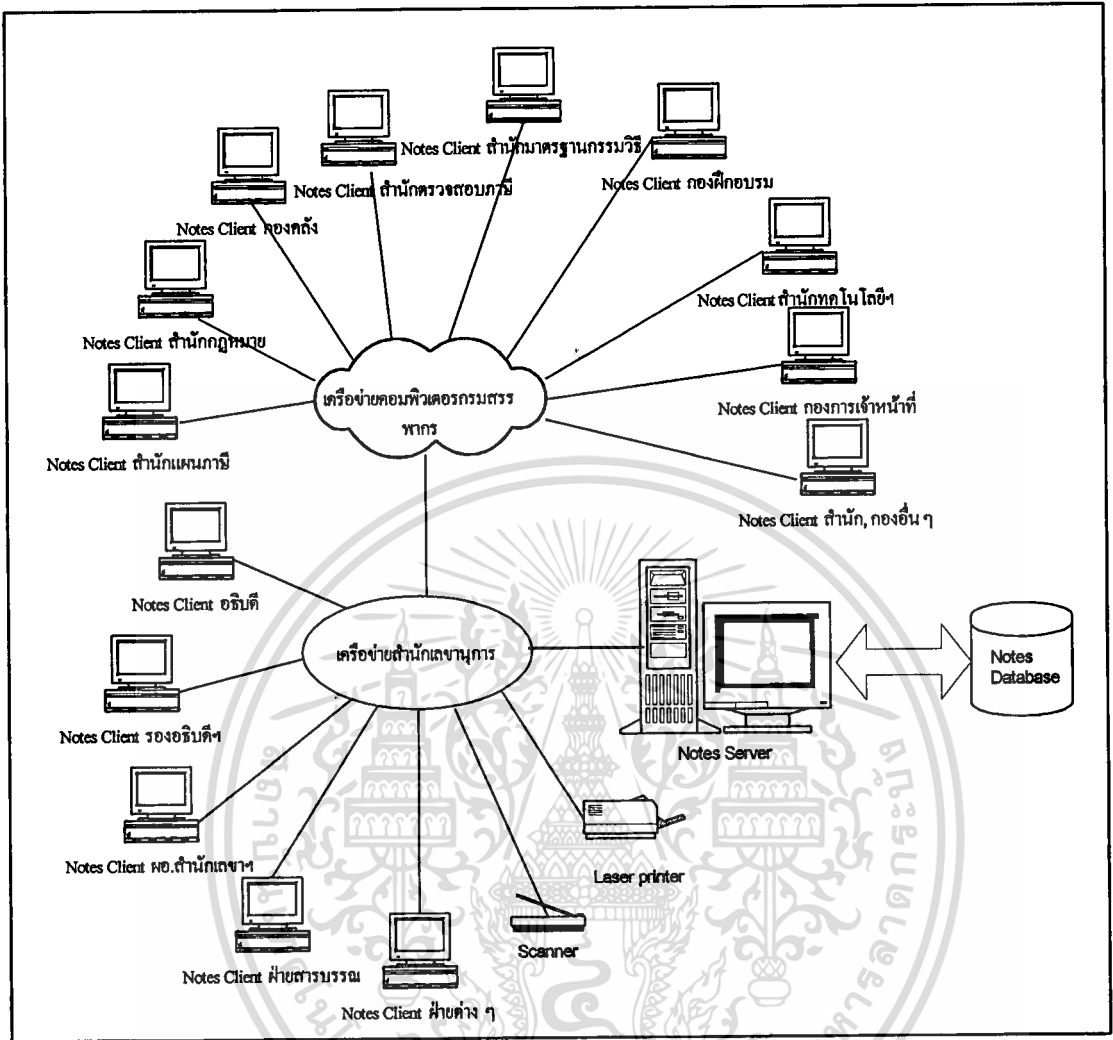 Notes Client สำนักมาตรฐานกรรมวิธี
Notes Client สำนักตรวจสอบภาษี
Notes Client กองฝึกอบรม
Notes Client กองคลัง
Notes Client สำนักเทคโนโลยีฯ
Notes Client สำนักกฎหมาย
เครือข่ายคอมพิวเตอรกรมสรร
พากร
Notes Client กองการเจ้าหน้าที่
Notes Client สำนักแผนภาษี
Notes Client สำนัก, กองอื่น ๆ
Notes Client อธิบดี
เครือข่ายสำนักเลขานุการ
Notes
Database
Notes Client รองอธิบดีฯ
Notes Server
Notes Client ผอ.สำนักเลขาฯ
Laser printer
Scanner
Notes Client ฝ่ายสารบรรณ
Notes Client ฝ่ายต่าง ๆ